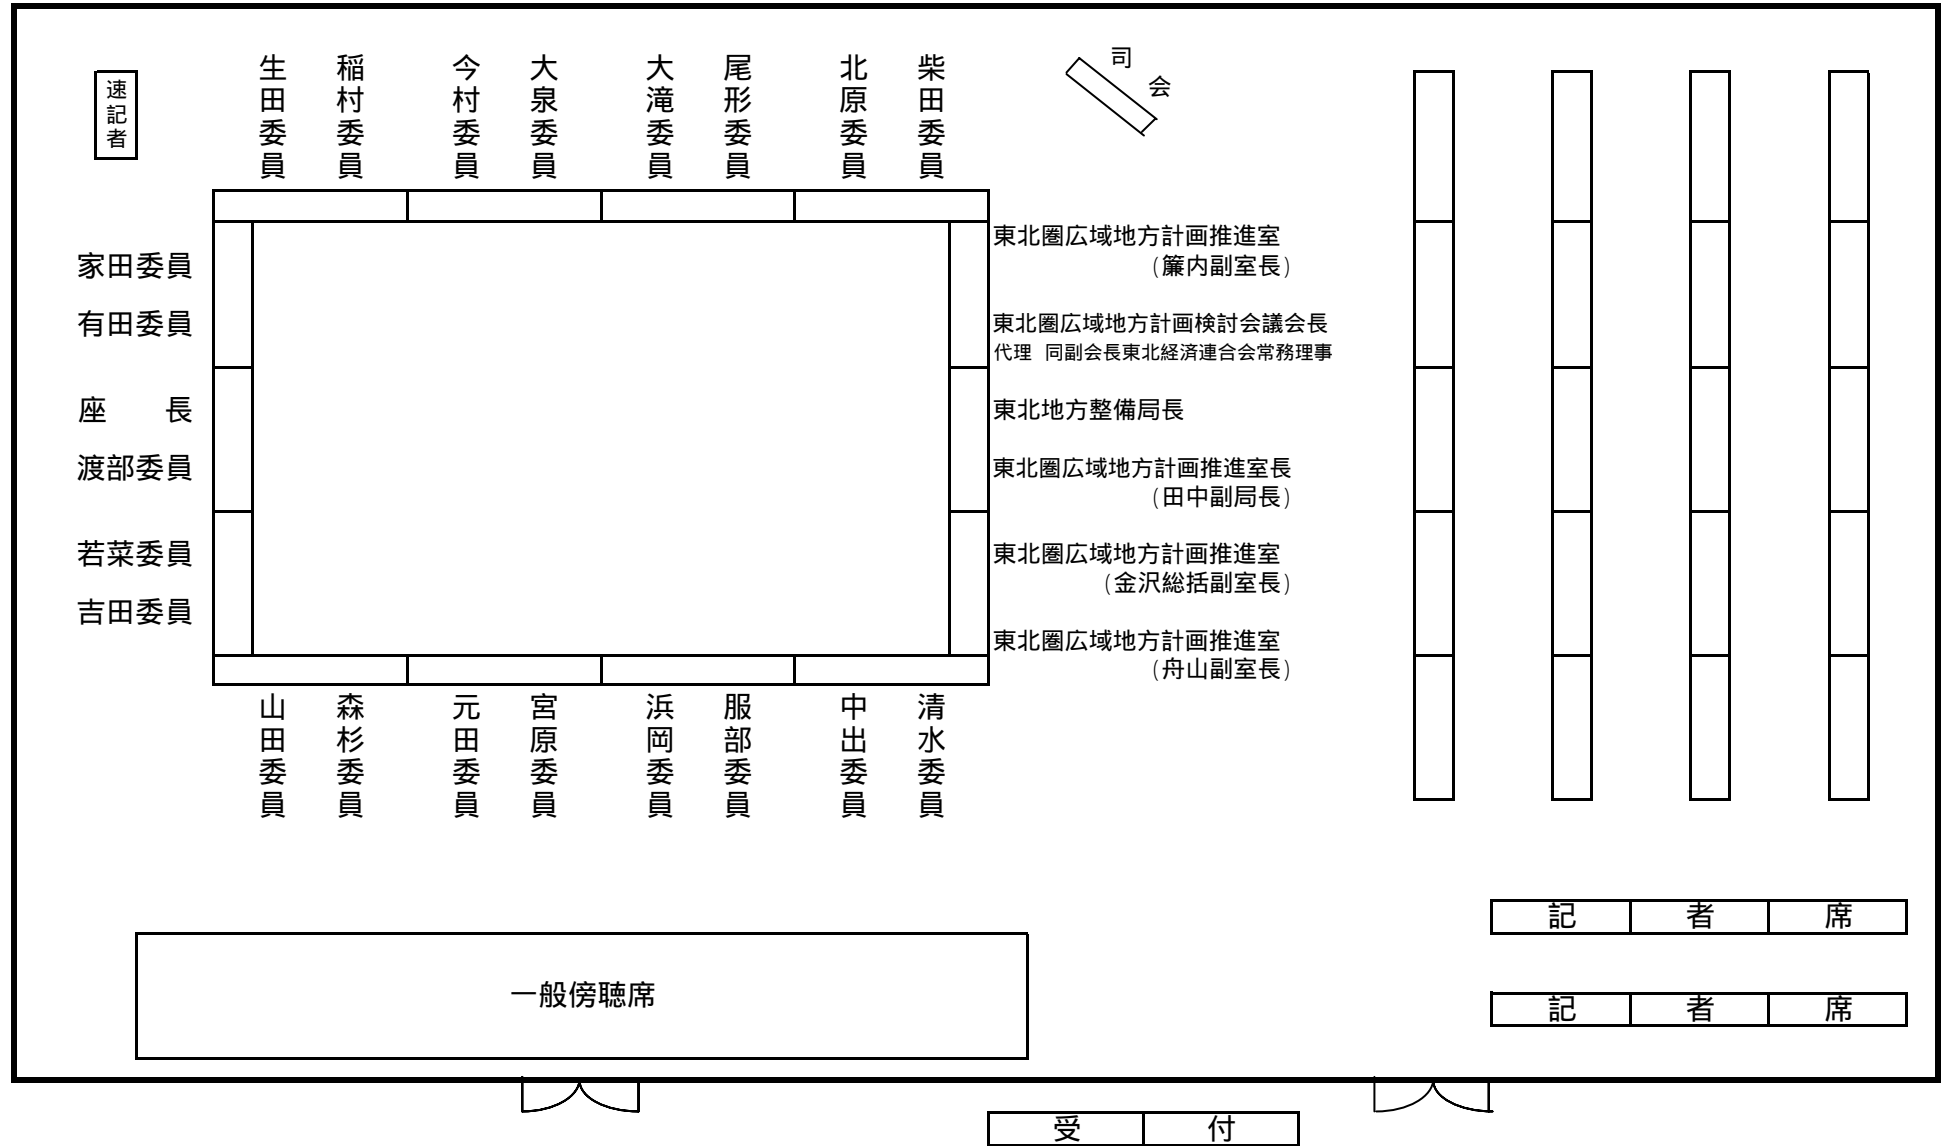 司会
速記者
生田委員
稲村委員
今村委員
大泉委員
大滝委員
尾形委員
北原委員
柴田委員
家田委員
有田委員
座　　長
渡部委員
若菜委員
吉田委員
東北圏広域地方計画推進室
（簾内副室長）
東北圏広域地方計画検討会議会長
代理 同副会長東北経済連合会常務理事
東北地方整備局長
東北圏広域地方計画推進室長
（田中副局長）
東北圏広域地方計画推進室
（金沢総括副室長）
東北圏広域地方計画推進室
（舟山副室長）
山田委員
森杉委員
元田委員
宮原委員
浜岡委員
服部委員
中出委員
清水委員
記者席
記者席
一般傍聴席
受付